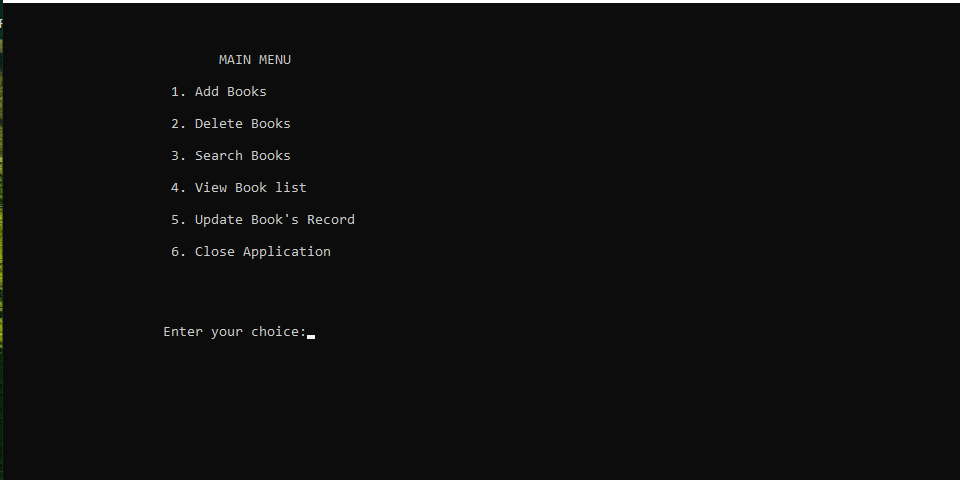 MAIN MENU
1. Add Books
2. Delete Books
3. Search Books
4. View Book list
5. Update Book's Record
6. Close Application
Enter your choice: